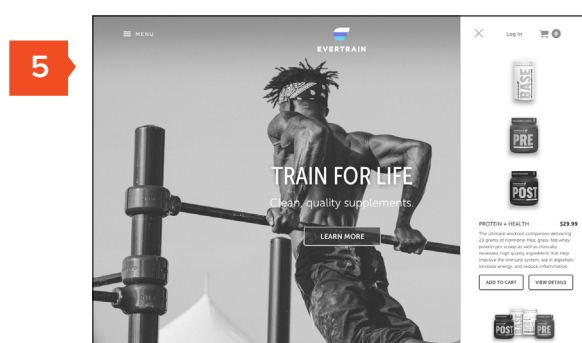 5
MENU
EVERTRAIN
Log in
0
BASE
PRE
POST
TRAIN FOR LIFE
Clean, quality supplements.
LEARN MORE
PROTEIN + HEALTH $29.99
The ultimate workout companion delivering
23 grams of hormone-free, grass-fed whey
protein per scoop as well as clinically
reviewed, high quality ingredients that help
improve the immune system, aid in digestion,
increase energy, and reduce inflammation.
ADD TO CART VIEW DETAILS
POST PRE